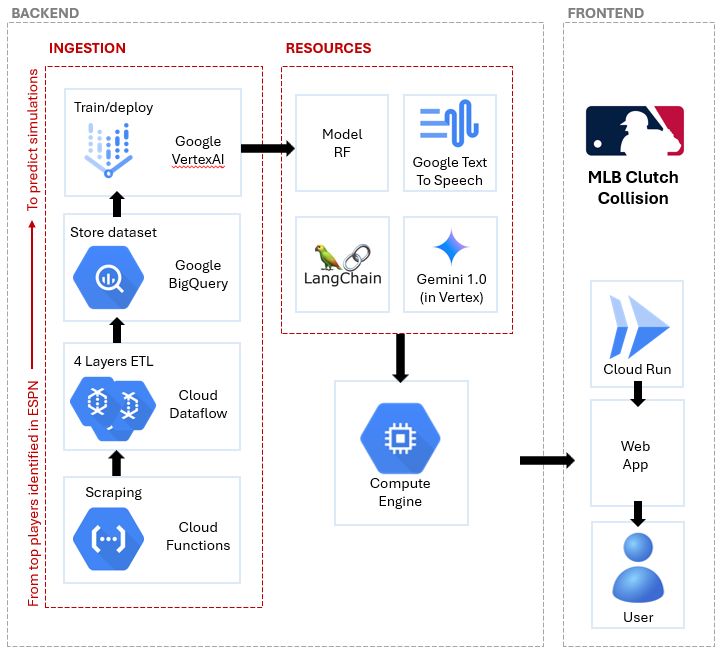 BACKEND
FRONTEND
INGESTION
RESOURCES
From top players identified in ESPN
To predict simulations
Train/deploy
Google
VertexAI
Store dataset
Google
BigQuery
4 Layers ETL
Cloud
Dataflow
Scraping
Cloud
Functions
Model
RF
Google Text
To Speech
LangChain
Gemini 1.0
(in Vertex)
Compute
Engine
MLB Clutch
Collision
Cloud Run
Web
App
User